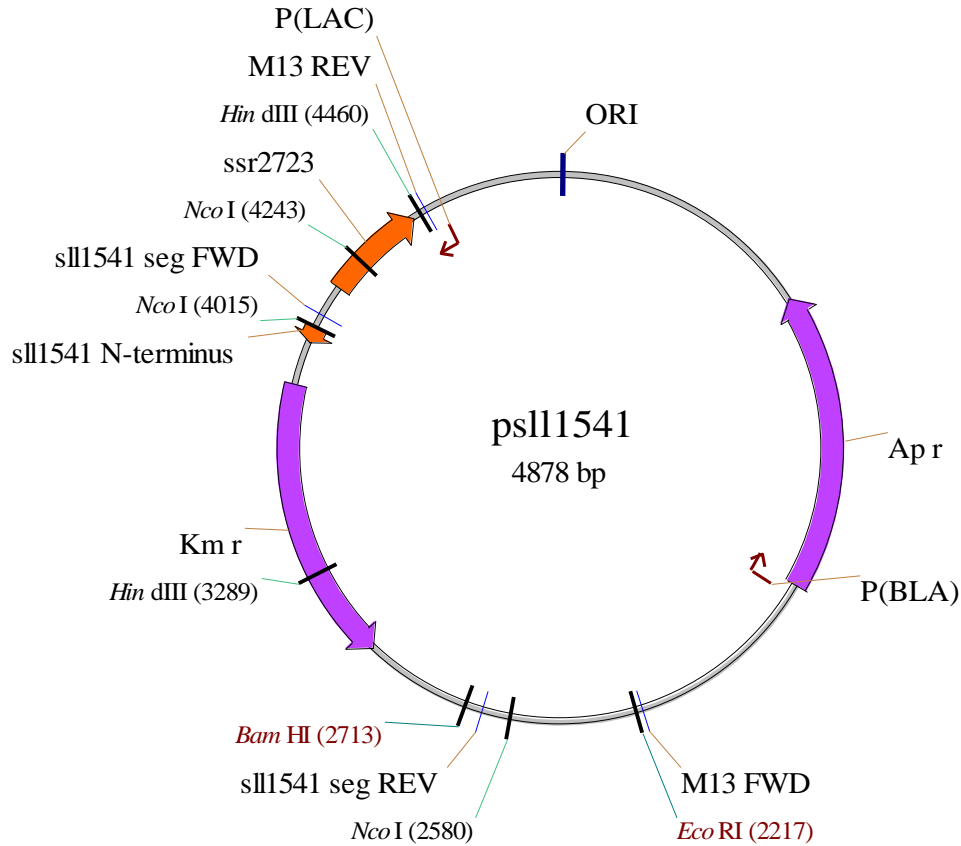 P(LAC)
M13 REV
Hin dIII (4460)
ORI
ssr2723
Nco I (4243)
sll1541 seg FWD
Nco I (4015)
sll1541 N-terminus
psll1541
4878 bp
Ap r
Km r
Hin dIII (3289)
P(BLA)
Bam HI (2713)
sll1541 seg REV
M13 FWD
Nco I (2580)
Eco RI (2217)